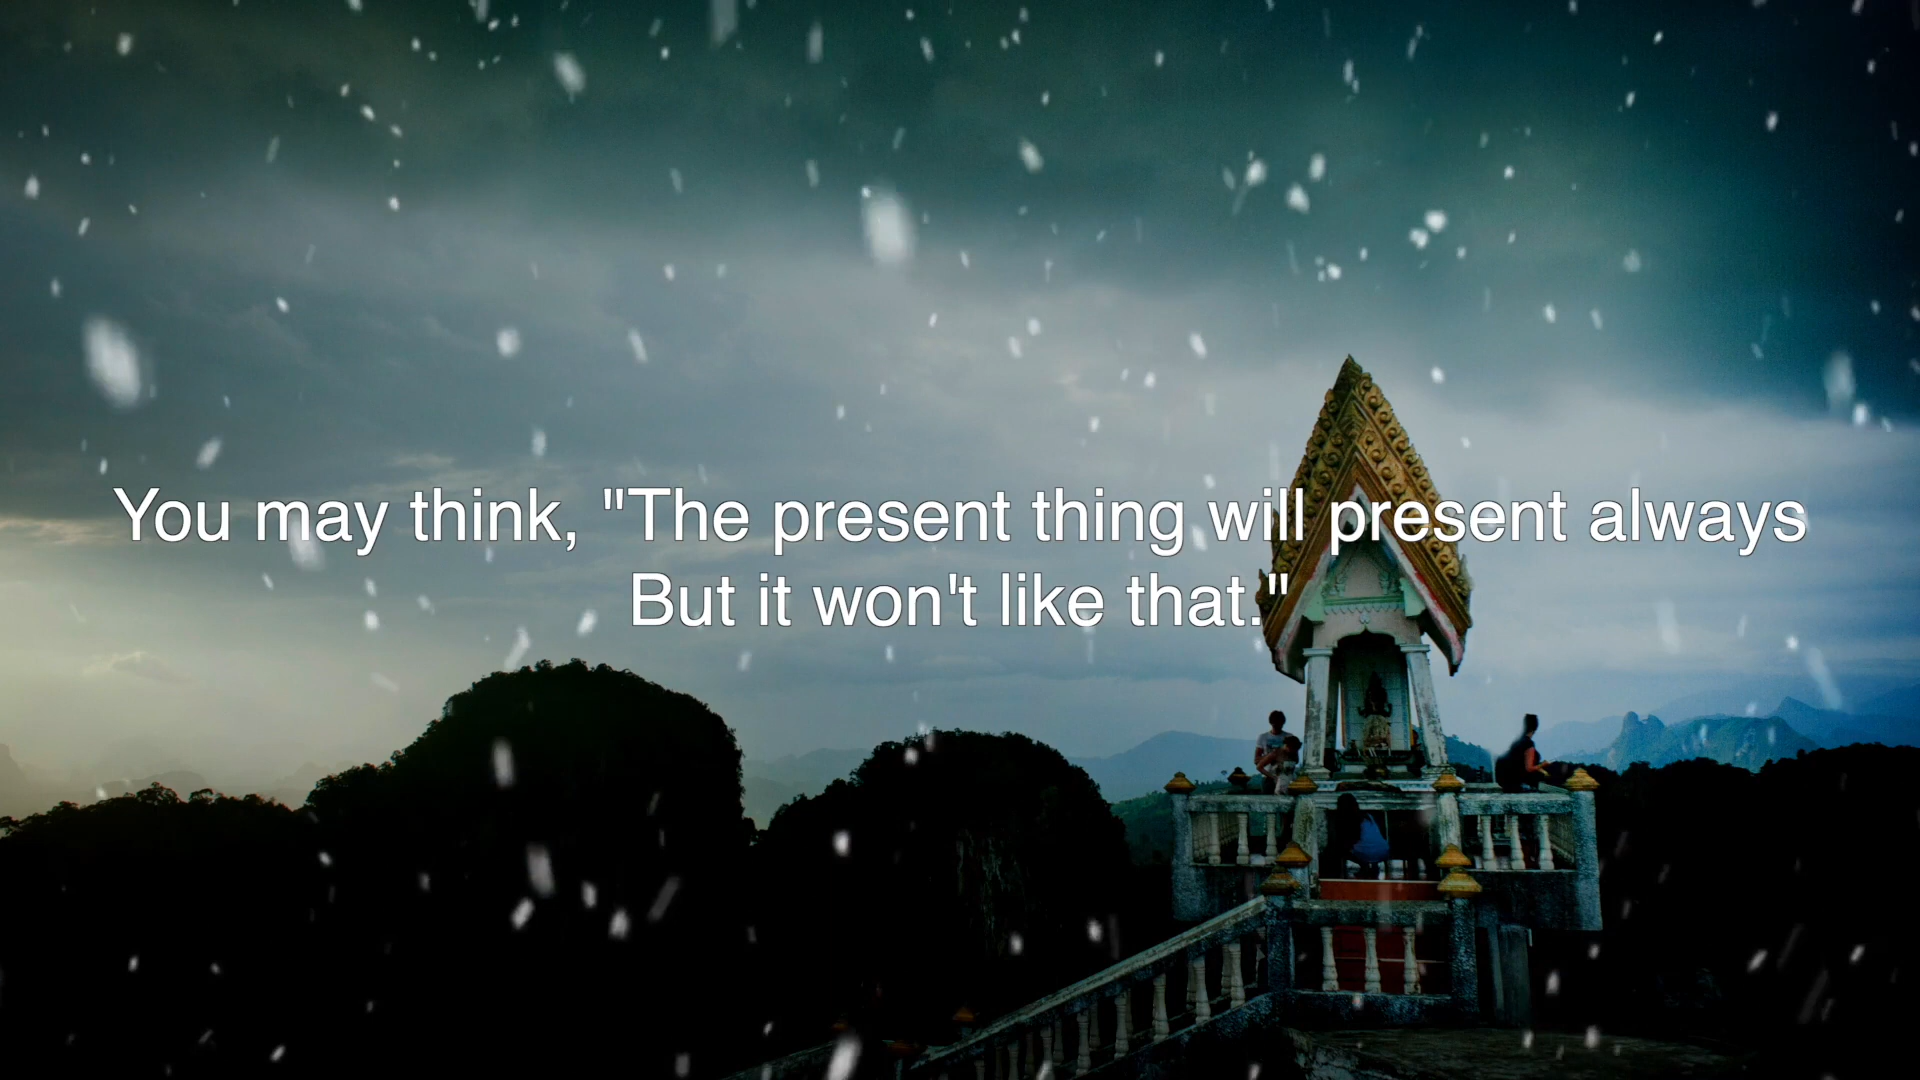 You may think, "The present thing will present always
But it won't like that."